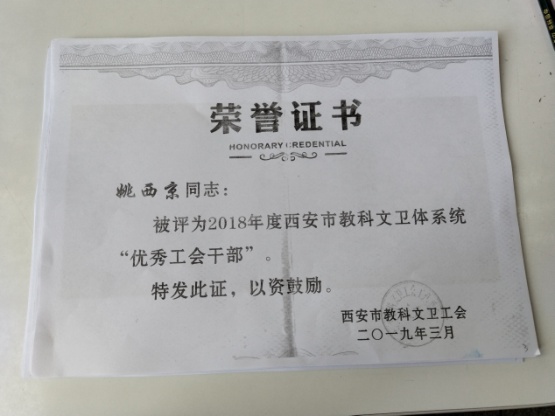 荣誉证书
HONORARY CREDENTIAL
姚西京同志：
被评为2018年度西安市教科文卫体系统
“优秀工会干部”。
特发此证，以资鼓励。
西安市教科文卫工会
二〇一九年三月